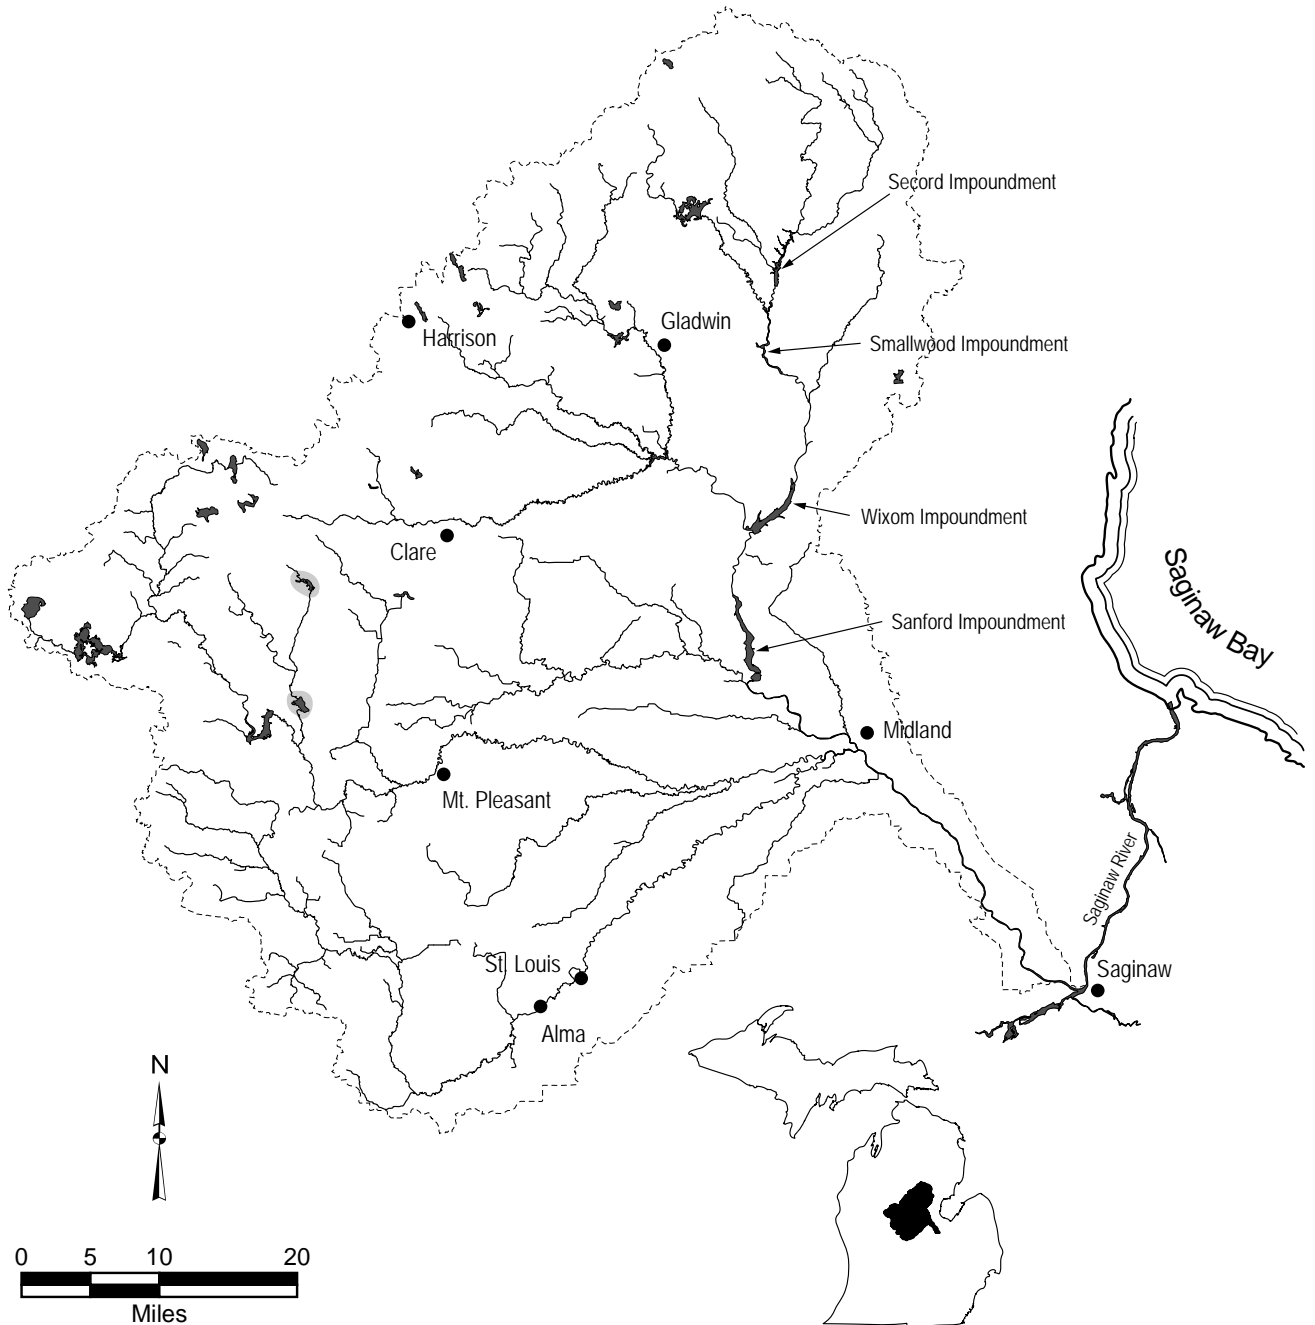 Secord Impoundment
Gladwin
Harrison
Smallwood Impoundment
Wixom Impoundment
Clare
Saginaw Bay
Sanford Impoundment
Midland
Mt. Pleasant
Saginaw River
St. Louis
Saginaw
Alma
N
0 5 10 20
Miles